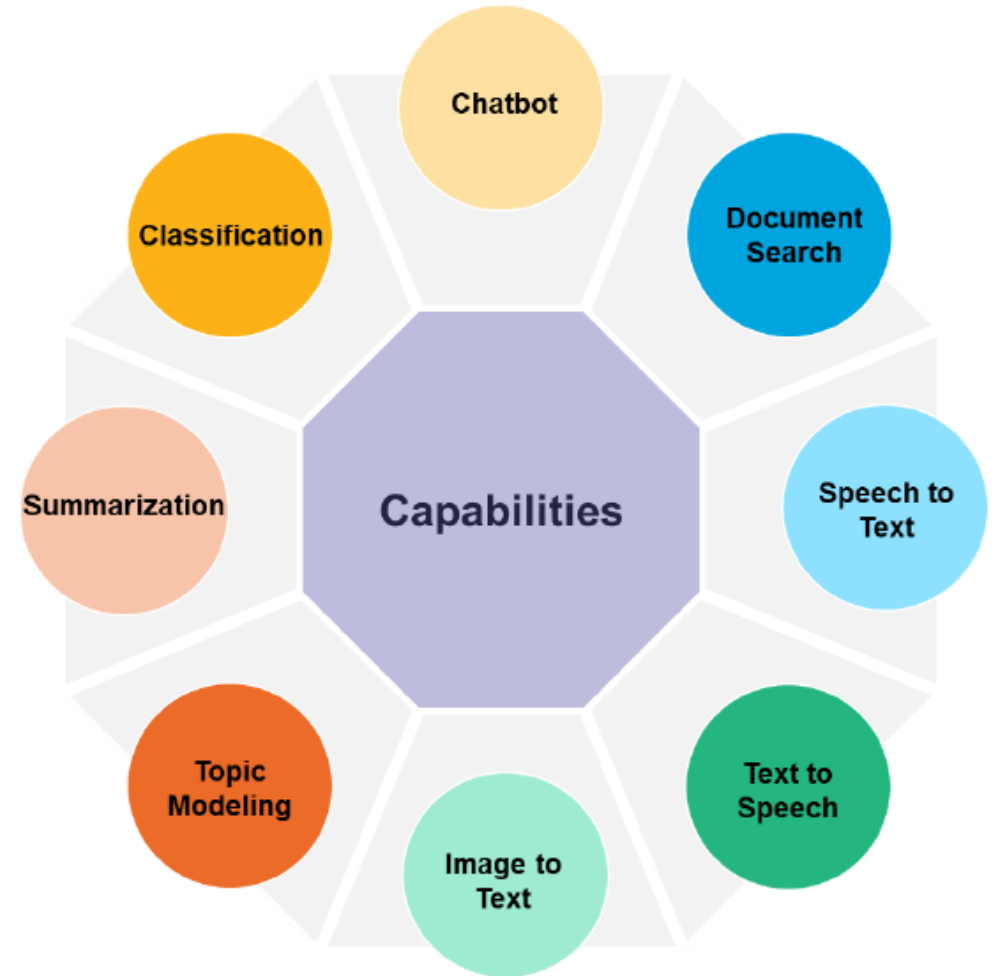 Chatbot
Document
Search
Classification
Capabilities
Speech to
Text
Summarization
Text to
Speech
Topic
Modeling
Image to
Text